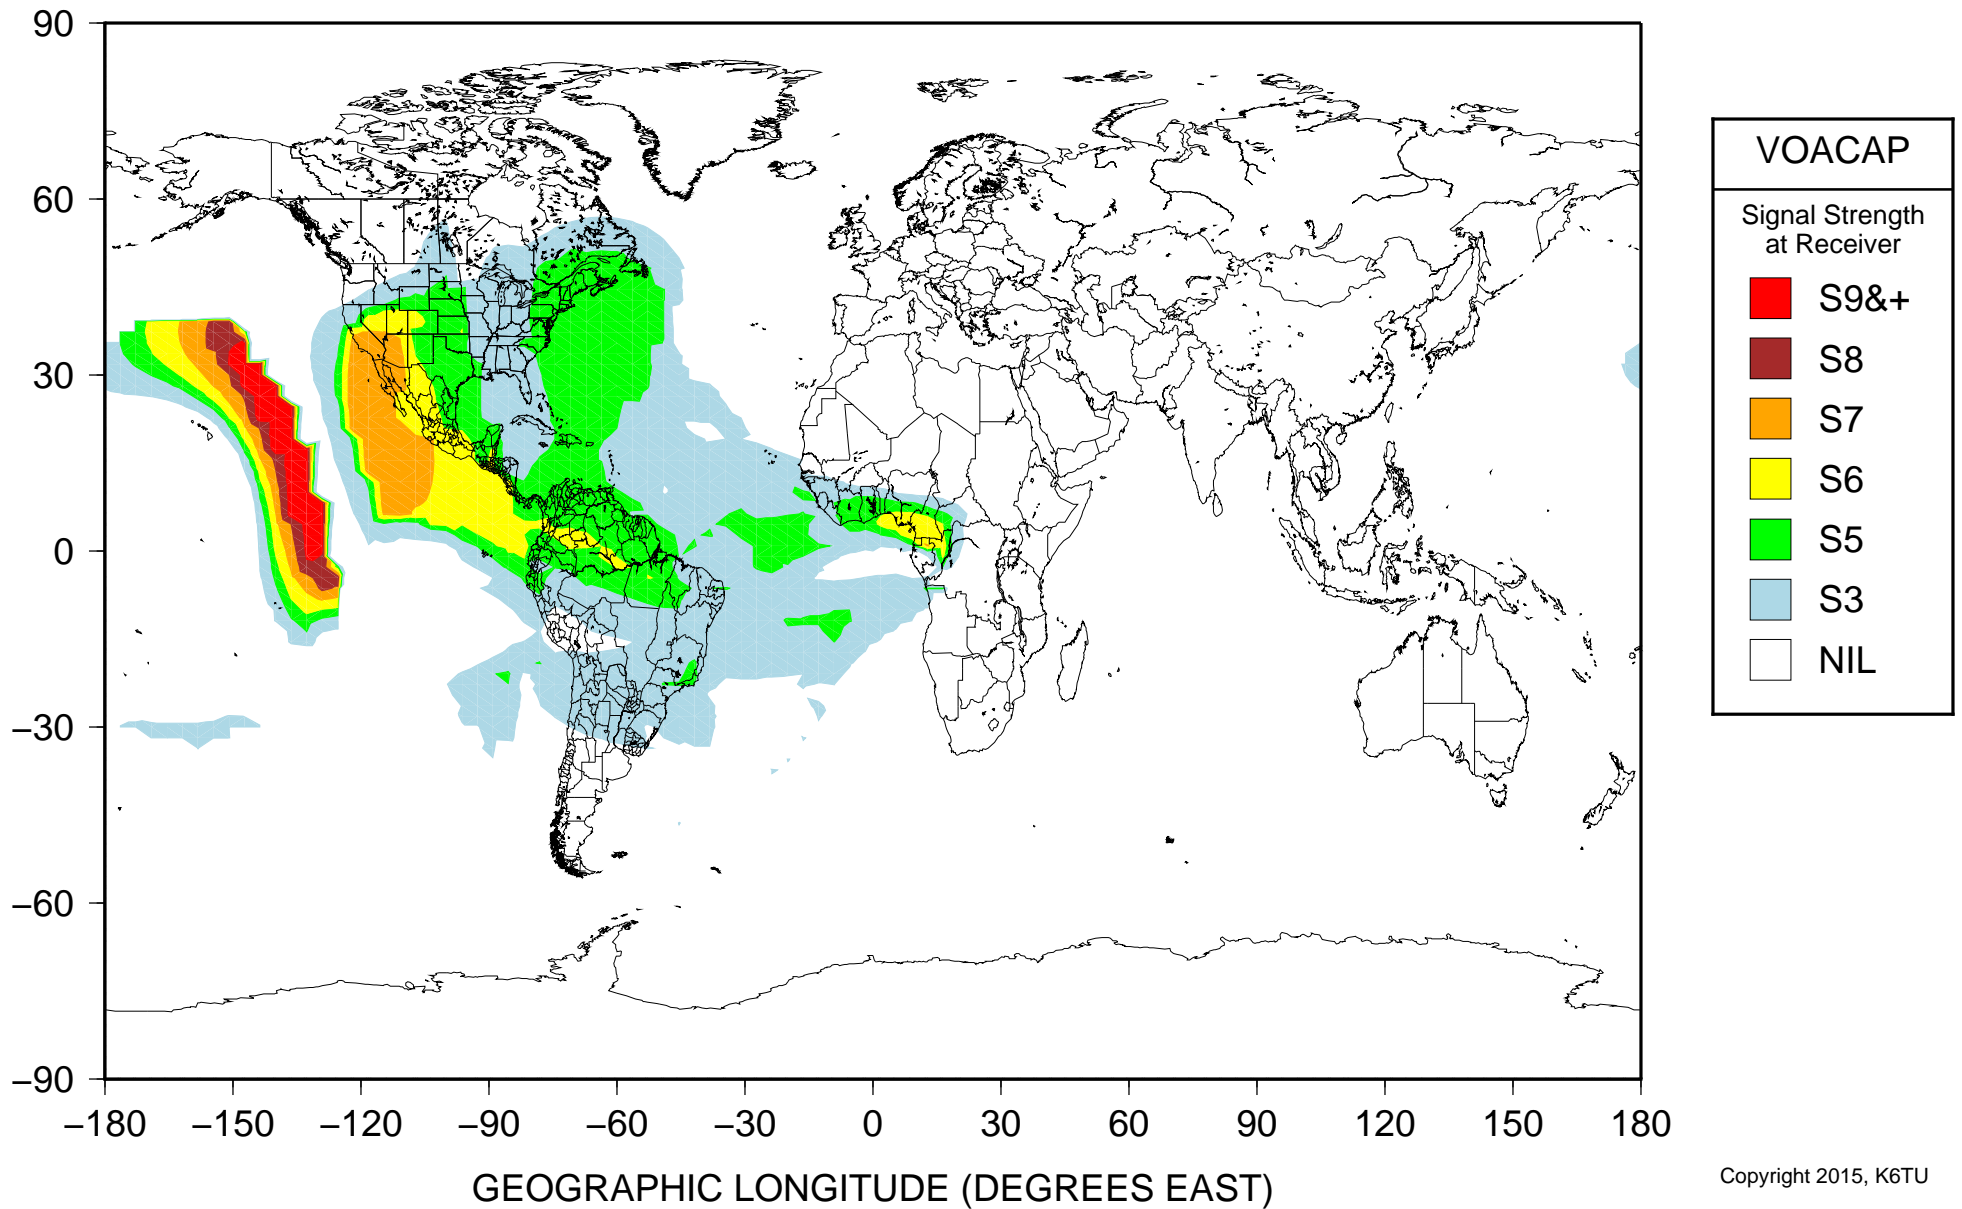 90
60
30
0
−30
−60
−90
−180 −150 −120 −90 −60 −30 0 30 60 90 120 150 180
GEOGRAPHIC LONGITUDE (DEGREES EAST)
VOACAP
Signal Strength
at Receiver
S9&+
S8
S7
S6
S5
S3
NIL
Copyright 2015, K6TU